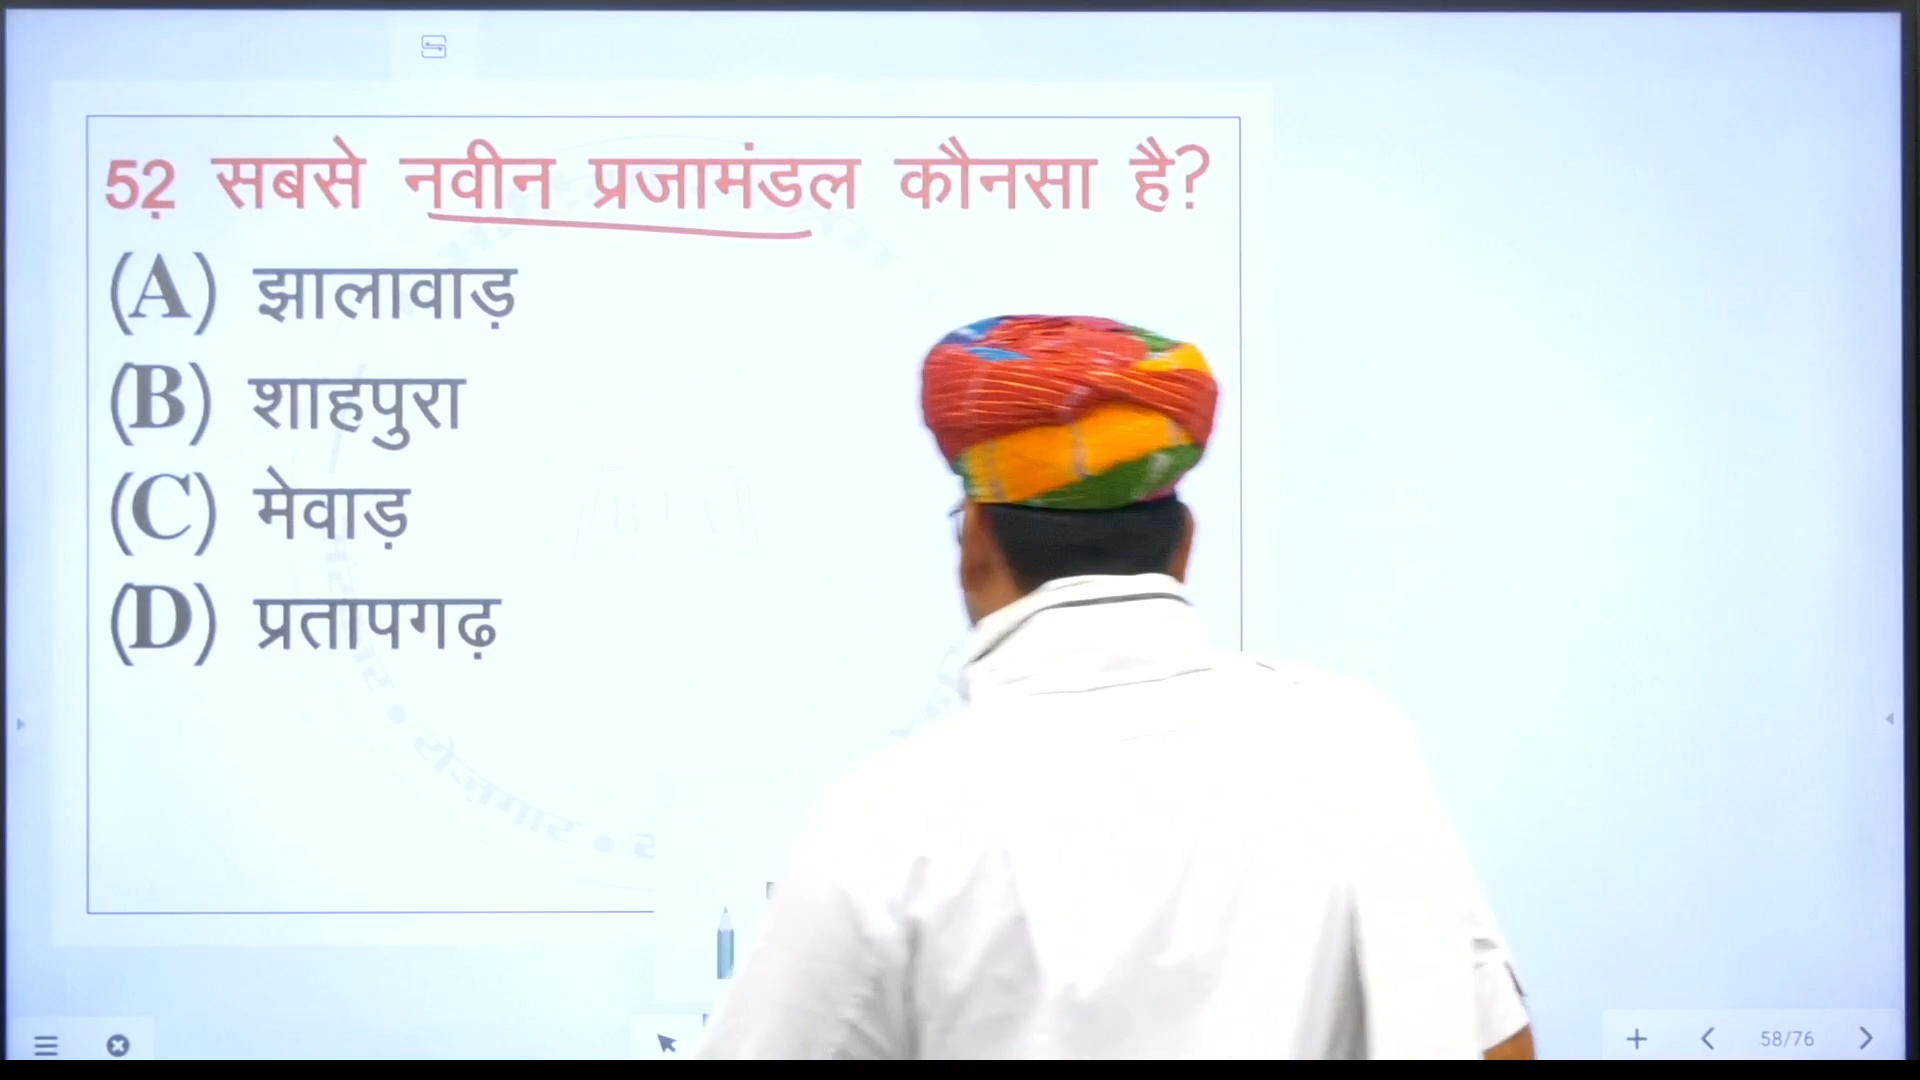 52 सबसे नवीन प्रजामंडल कौनसा है?
(A) झालावाड़
(B) शाहपुरा
(C) मेवाड़
(D) प्रतापगढ़
58/76